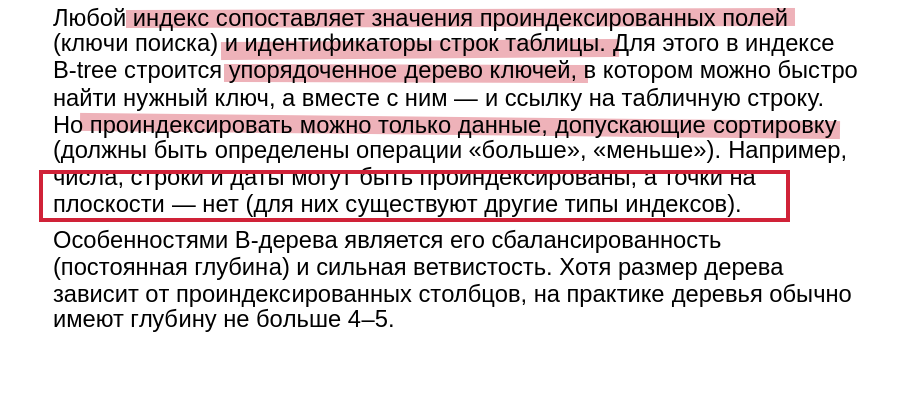 Любой индекс сопоставляет значения проиндексированных полей
(ключи поиска) и идентификаторы строк таблицы. Для этого в индексе
B-tree строится упорядоченное дерево ключей, в котором можно быстро
найти нужный ключ, а вместе с ним — и ссылку на табличную строку.
Но проиндексировать можно только данные, допускающие сортировку
(должны быть определены операции «больше», «меньше»). Например,
числа, строки и даты могут быть проиндексированы, а точки на
плоскости — нет (для них существуют другие типы индексов).
Особенностями B-дерева является его сбалансированность
(постоянная глубина) и сильная ветвистость. Хотя размер дерева
зависит от проиндексированных столбцов, на практике деревья обычно
имеют глубину не больше 4–5.